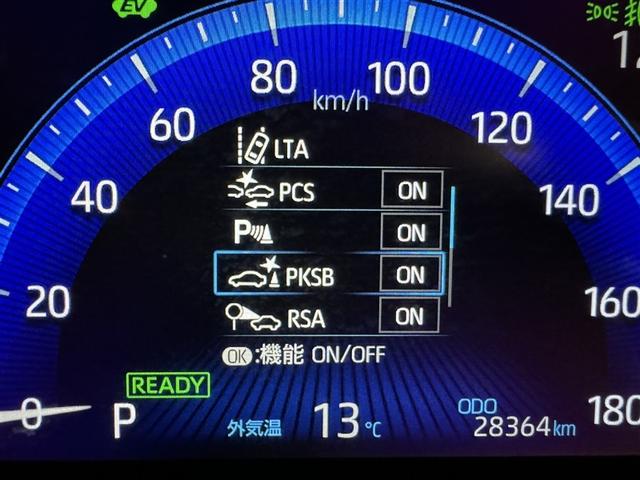 EV
12
80
100
km/h
60
120
LTA
40
PCS ON
140
P ON
PKSB ON
20
160
RSA ON
OK:機能 ON/OFF
READY
0
P
外気温 13℃
ODO
28364km
180